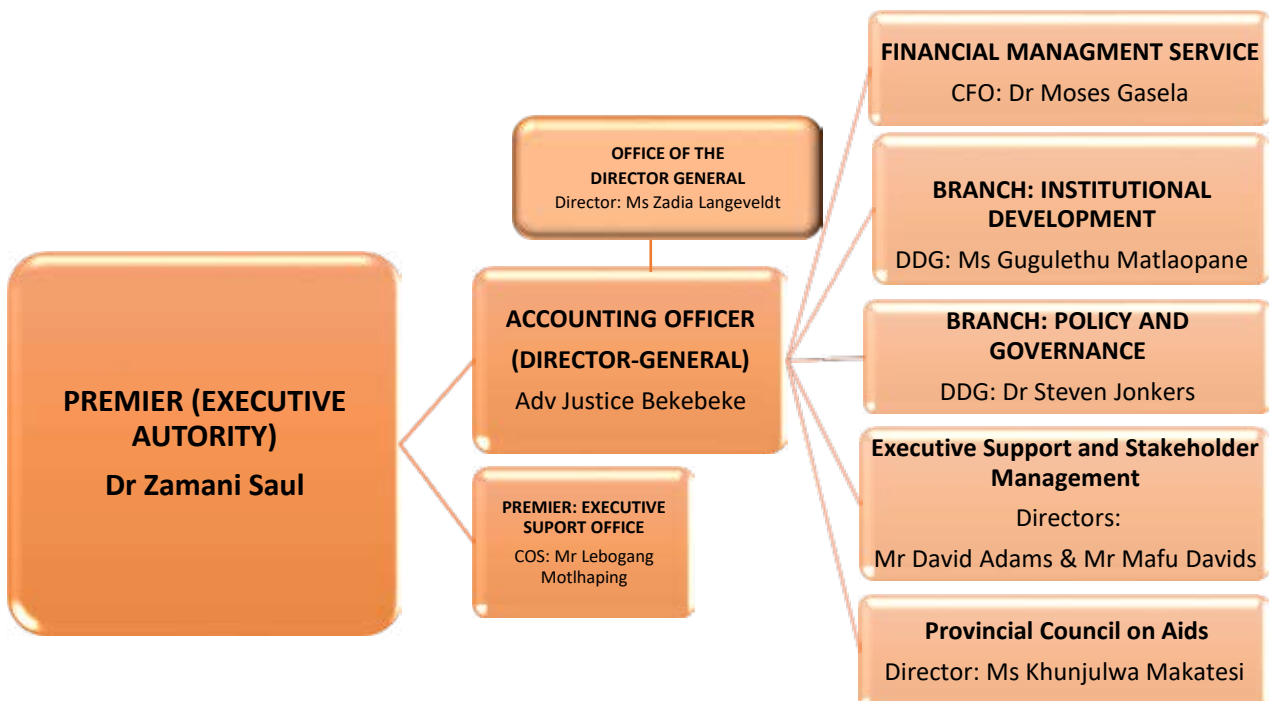 PREMIER (EXECUTIVE
AUTORITY)
Dr Zamani Saul
OFFICE OF THE
DIRECTOR GENERAL
Director: Ms Zadia Langeveldt
ACCOUNTING OFFICER
(DIRECTOR-GENERAL)
Adv Justice Bekebeke
PREMIER: EXECUTIVE
SUPORT OFFICE
COS: Mr Lebogang
Motlhaping
FINANCIAL MANAGMENT SERVICE
CFO: Dr Moses Gasela
BRANCH: INSTITUTIONAL
DEVELOPMENT
DDG: Ms Gugulethu Matlaopane
BRANCH: POLICY AND
GOVERNANCE
DDG: Dr Steven Jonkers
Executive Support and Stakeholder
Management
Directors:
Mr David Adams & Mr Mafu Davids
Provincial Council on Aids
Director: Ms Khunjulwa Makatesi